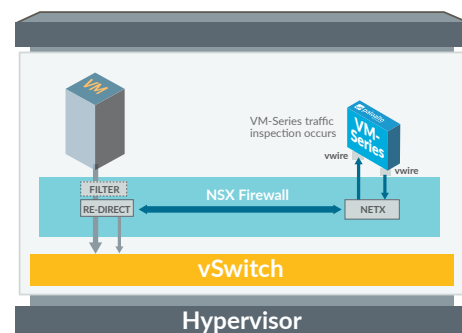 VM
VM-Series traffic
inspection occurs
paloalto
VM-
Series
vwire
vwire
FILTER
RE-DIRECT
NSX Firewall
NETX
vSwitch
Hypervisor